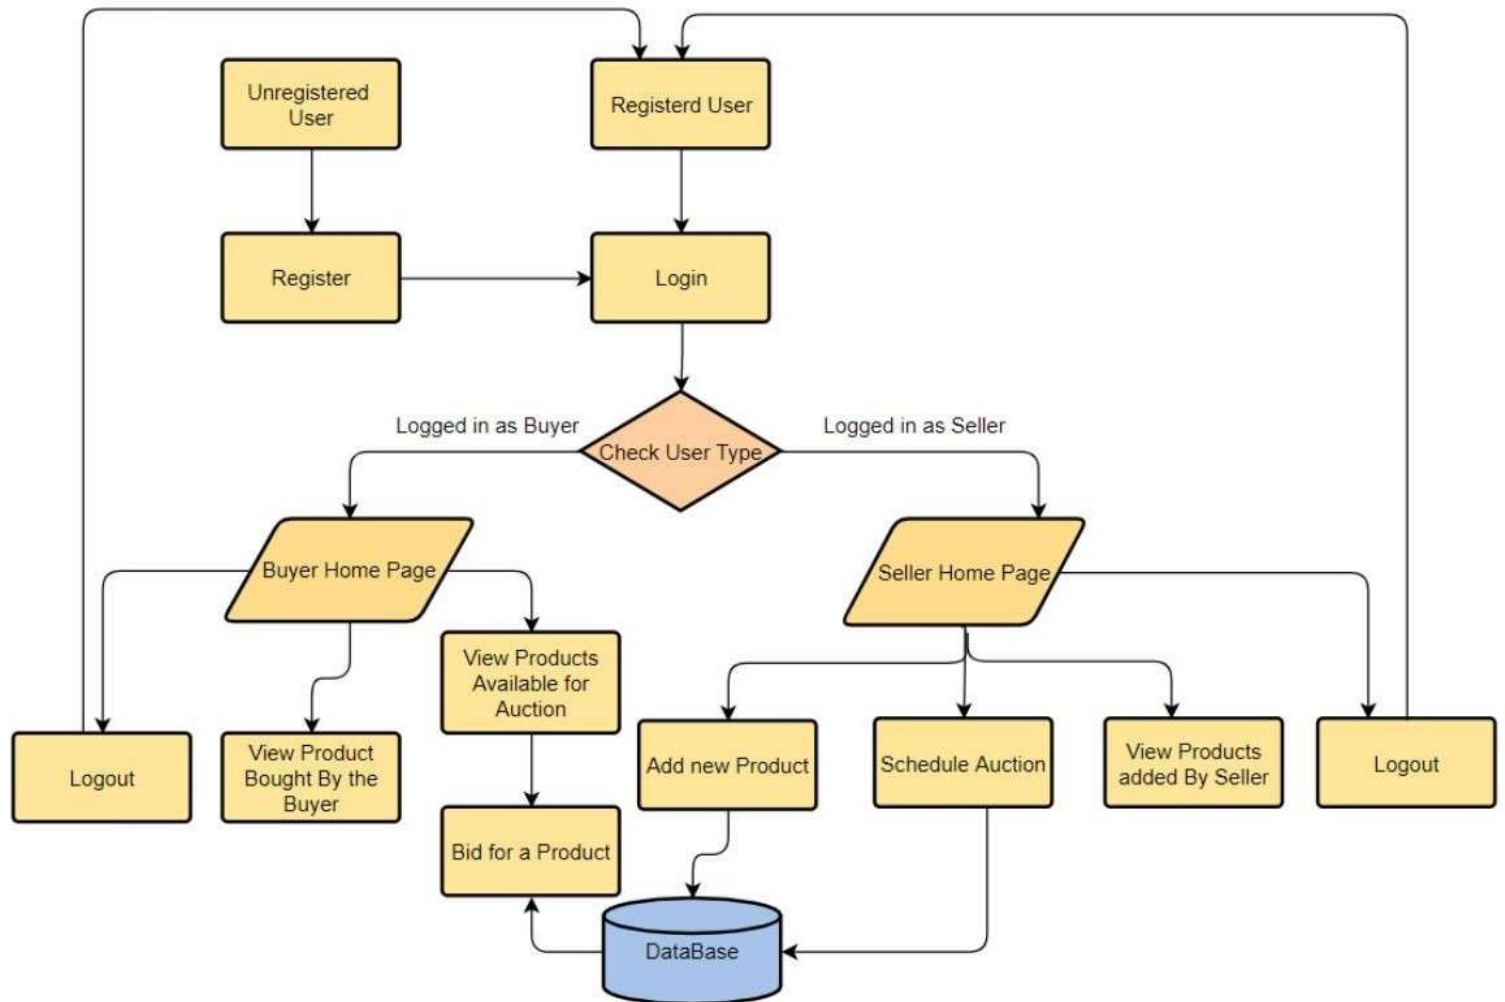 Unregistered
User
Registerd User
Register
Login
Logged in as Buyer
Logged in as Seller
Check User Type
Buyer Home Page
Seller Home Page
View Products
Available for
Auction
Logout
View Product
Bought By the
Buyer
Add new Product
Schedule Auction
View Products
added By Seller
Logout
Bid for a Product
DataBase